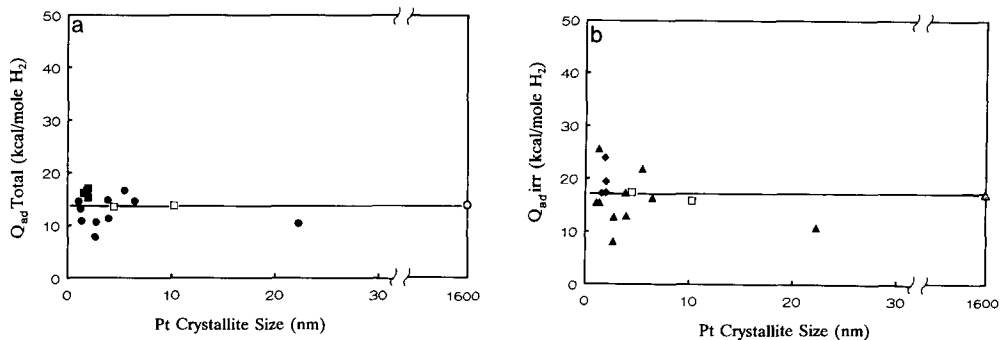 a
Q_ad Total (kcal/mole H₂)
50
40
30
20
10
0
0 10 20 30 1600
Pt Crystallite Size (nm)
b
Q_ad irr (kcal/mole H₂)
50
40
30
20
10
0
0 10 20 30 1600
Pt Crystallite Size (nm)